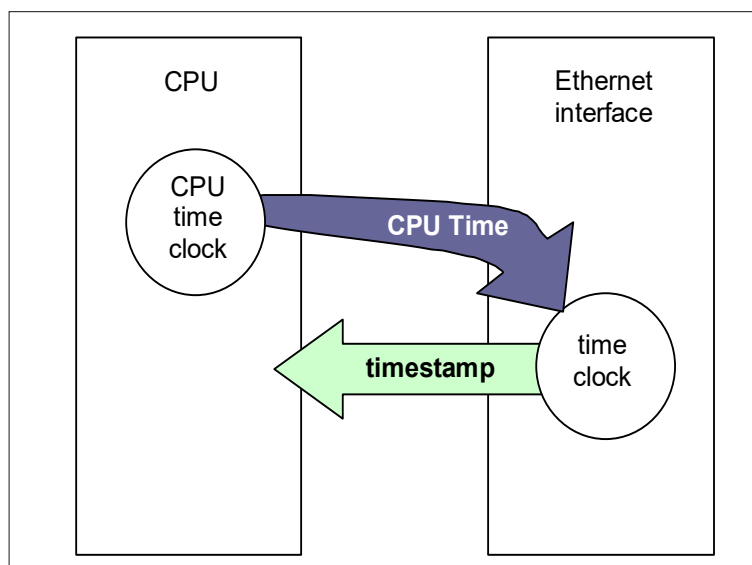 CPU
Ethernet
interface
CPU
time
clock
CPU Time
timestamp
time
clock